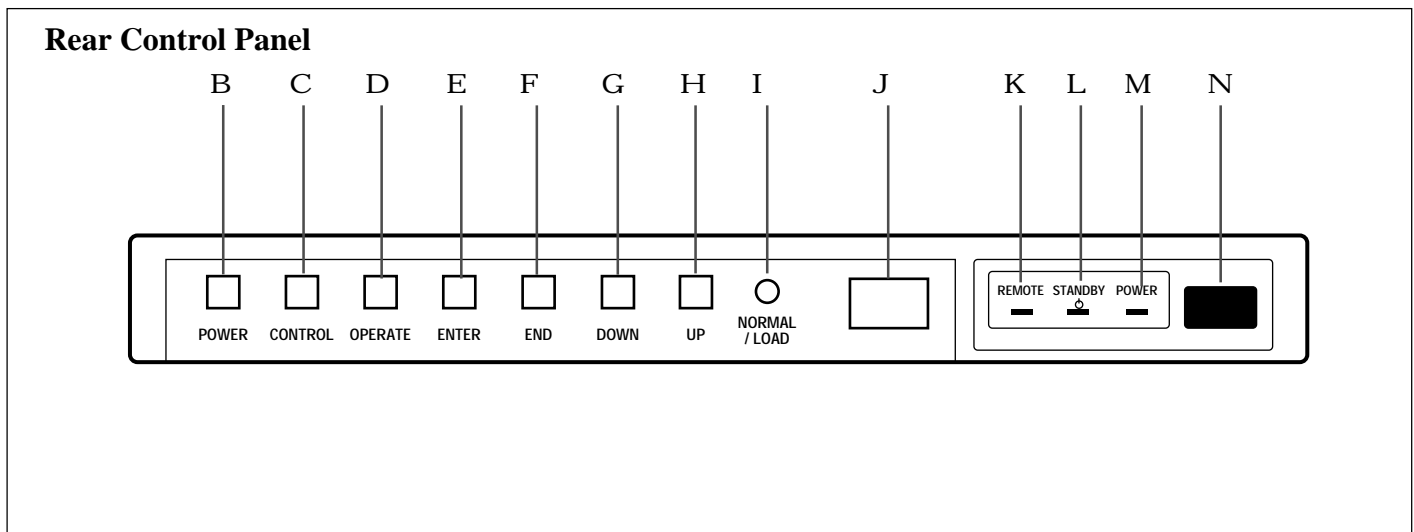 Rear Control Panel
B C D E F G H I J K L M N
REMOTE STANDBY POWER
POWER CONTROL OPERATE ENTER END DOWN UP NORMAL
/ LOAD